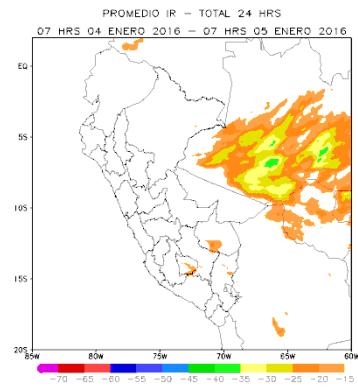 PROMEDIO IR – TOTAL 24 HRS
07 HRS 04 ENERO 2016 – 07 HRS 05 ENERO 2016
EQ
5S
10S
15S
20S
85W 80W 75W 70W 65W 60W
−70 −65 −60 −55 −50 −45 −40 −35 −30 −25 −20 −15